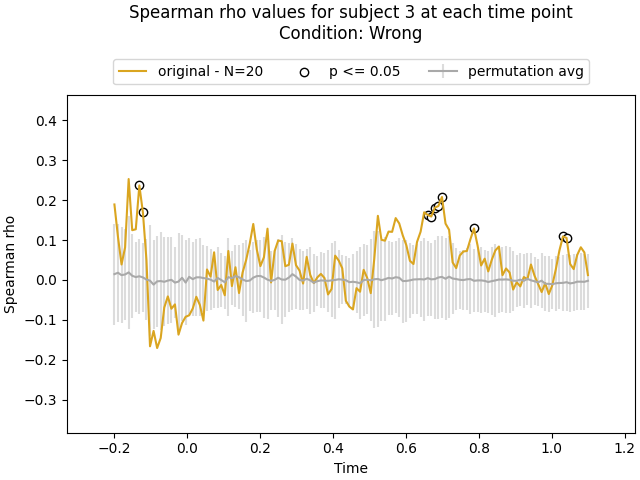 Spearman rho values for subject 3 at each time point
Condition: Wrong
original - N=20
p <= 0.05
permutation avg
Spearman rho
0.4
0.3
0.2
0.1
0.0
−0.1
−0.2
−0.3
−0.2
0.0
0.2
0.4
0.6
0.8
1.0
1.2
Time